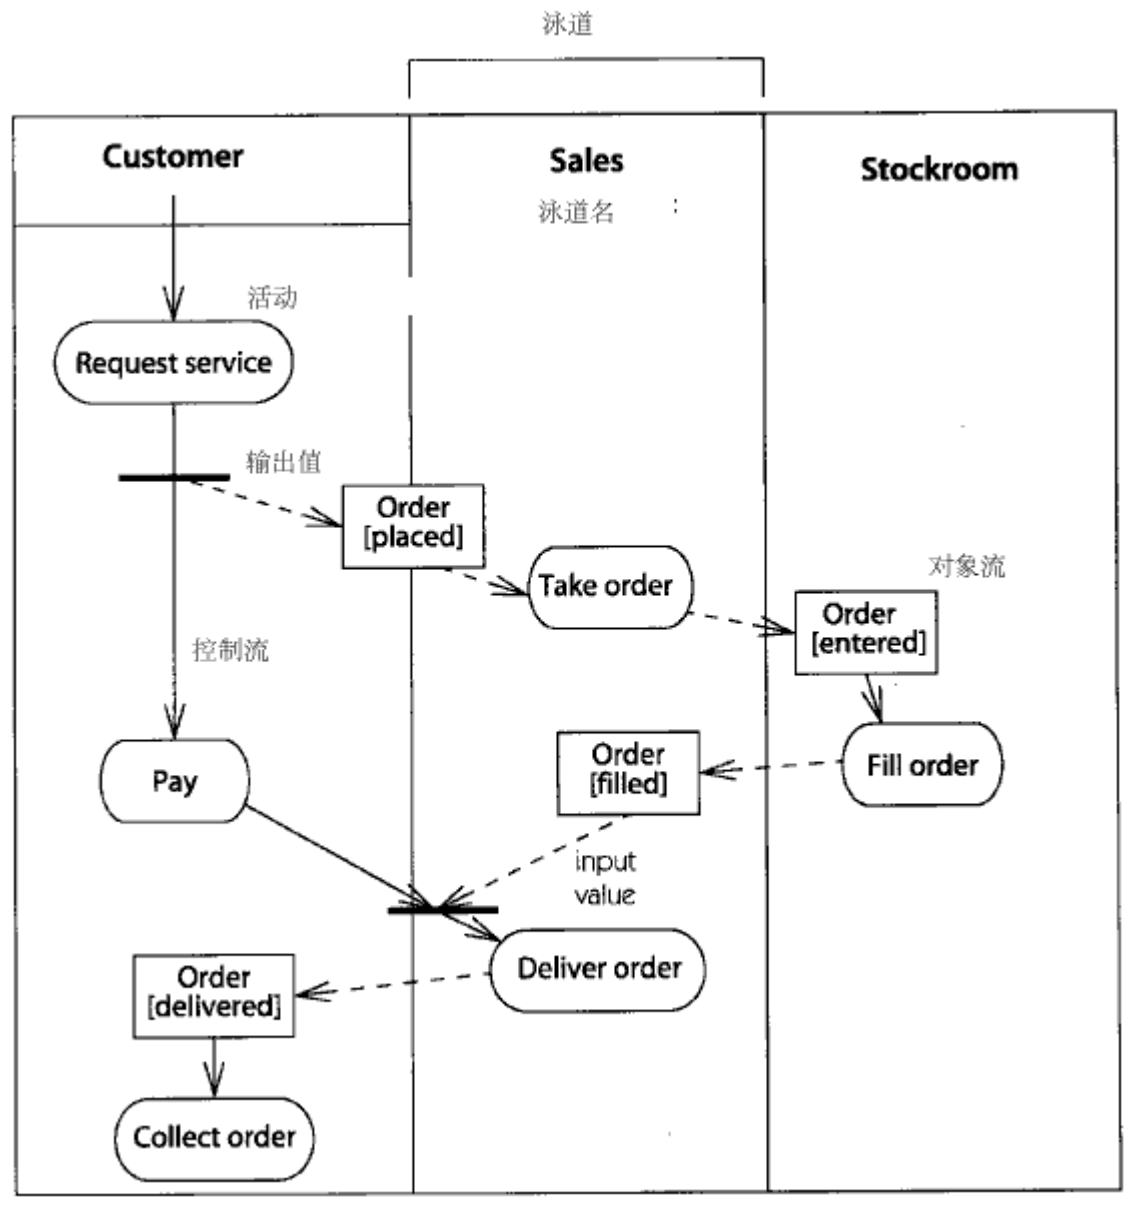 泳道
Customer
Sales
Stockroom
泳道名
活动
Request service
输出值
Order
[placed]
Take order
对象流
Order
[entered]
控制流
Order
[filled]
Fill order
Pay
input
value
Deliver order
Order
[delivered]
Collect order